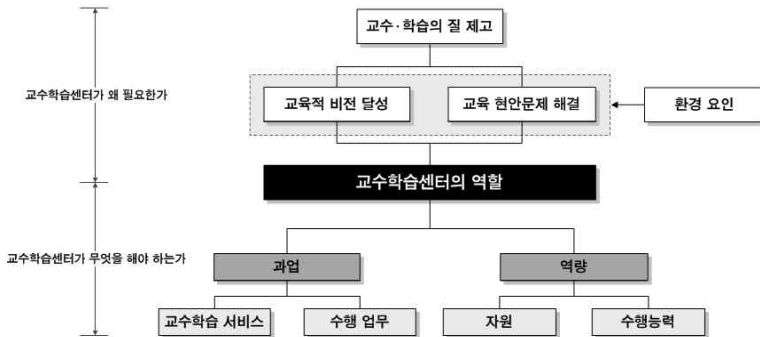 교수·학습의 질 제고
교수학습센터가 왜 필요한가
교육적 비전 달성
교육 현안문제 해결
환경 요인
교수학습센터의 역할
교수학습센터가 무엇을 해야 하는가
과업
역량
교수학습 서비스
수행 업무
자원
수행능력